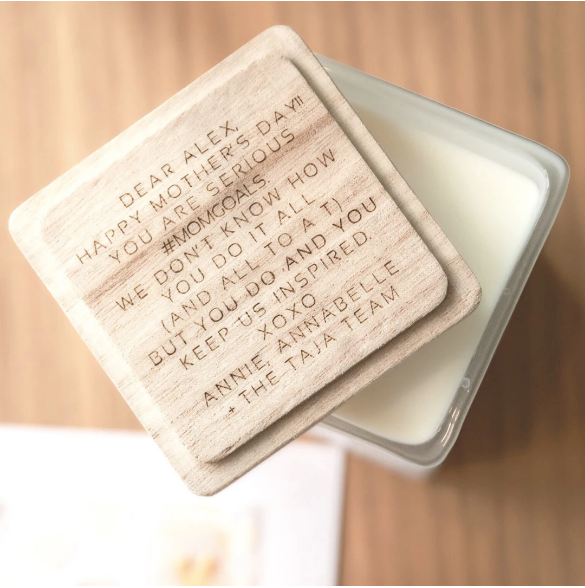 DEAR ALEX,
HAPPY MOTHER'S DAY!!
YOU ARE SERIOUS
#MOMGOALS.
WE DON'T KNOW HOW
YOU DO IT ALL
(AND ALL TO A T)
BUT YOU DO AND YOU
KEEP US INSPIRED.
XOXO
ANNIE, ANNABELLE
+ THE TAJA TEAM